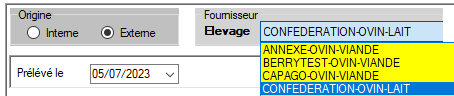 Origine
Interne Externe
Fournisseur
Elevage CONFEDERATION-OVIN-LAIT
ANNEXE-OVIN-VIANDE
BERRYTEST-OVIN-VIANDE
CAPAGO-OVIN-VIANDE
CONFEDERATION-OVIN-LAIT
Prélévé le 05/07/2023